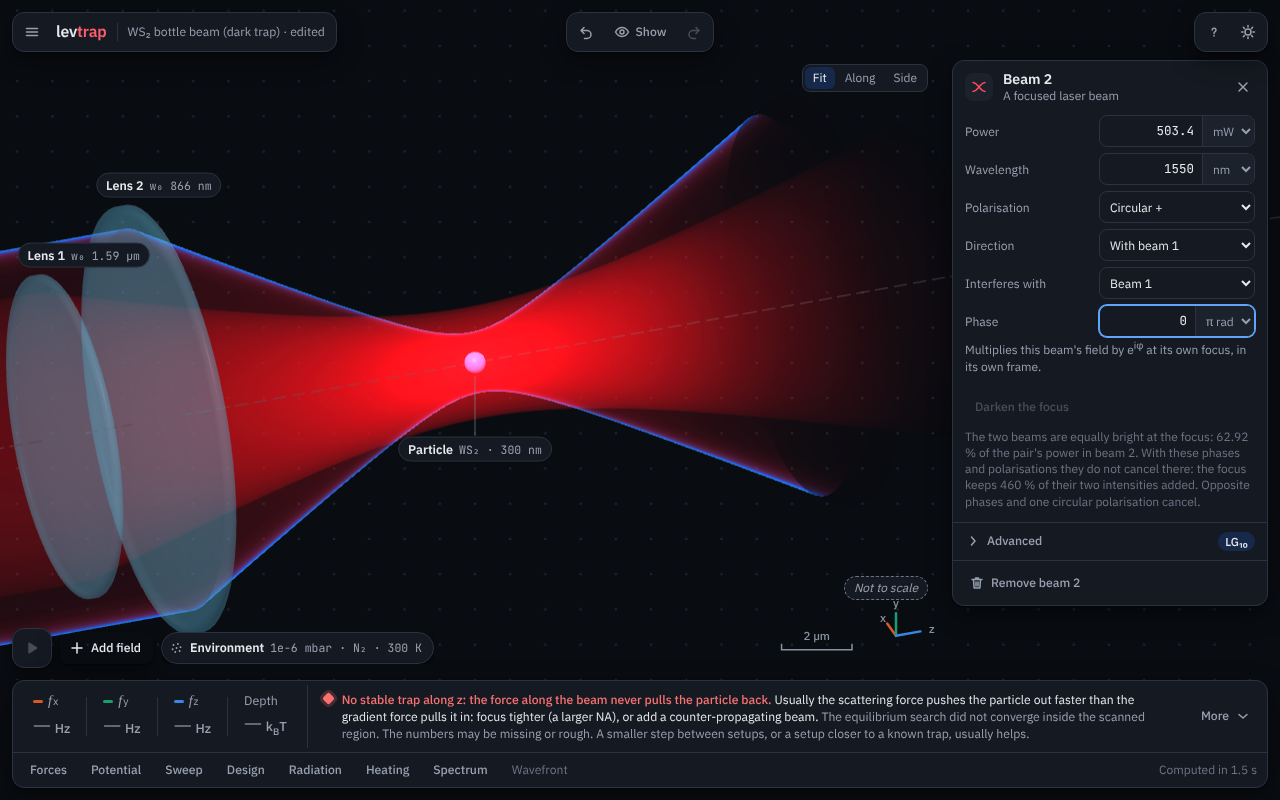 levtrap WS₂ bottle beam (dark trap) · edited
Show
?
Fit Along Side
Beam 2
A focused laser beam
Power 503.4 mW
Wavelength 1550 nm
Polarisation Circular +
Direction With beam 1
Interferes with Beam 1
Phase 0 π rad
Multiplies this beam's field by e^iφ at its own focus, in
its own frame.
Darken the focus
The two beams are equally bright at the focus: 62.92
% of the pair's power in beam 2. With these phases
and polarisations they do not cancel there; the focus
keeps 460 % of their two intensities added. Opposite
phases and one circular polarisation cancel.
Advanced LG₁₀
Remove beam 2
Lens 2 w₀ 866 nm
Lens 1 w₀ 1.59 µm
Particle WS₂ · 300 nm
Not to scale
y
x
z
2 µm
Add field
Environment 1e-6 mbar · N₂ · 300 K
fx fy fz Depth
— Hz — Hz — Hz — k_BT
No stable trap along z: the force along the beam never pulls the particle back. Usually the scattering force pushes the particle out faster than the
gradient force pulls it in: focus tighter (a larger NA), or add a counter-propagating beam. The equilibrium search did not converge inside the scanned
region. The numbers may be missing or rough. A smaller step between setups, or a setup closer to a known trap, usually helps.
More
Forces Potential Sweep Design Radiation Heating Spectrum Wavefront
Computed in 1.5 s